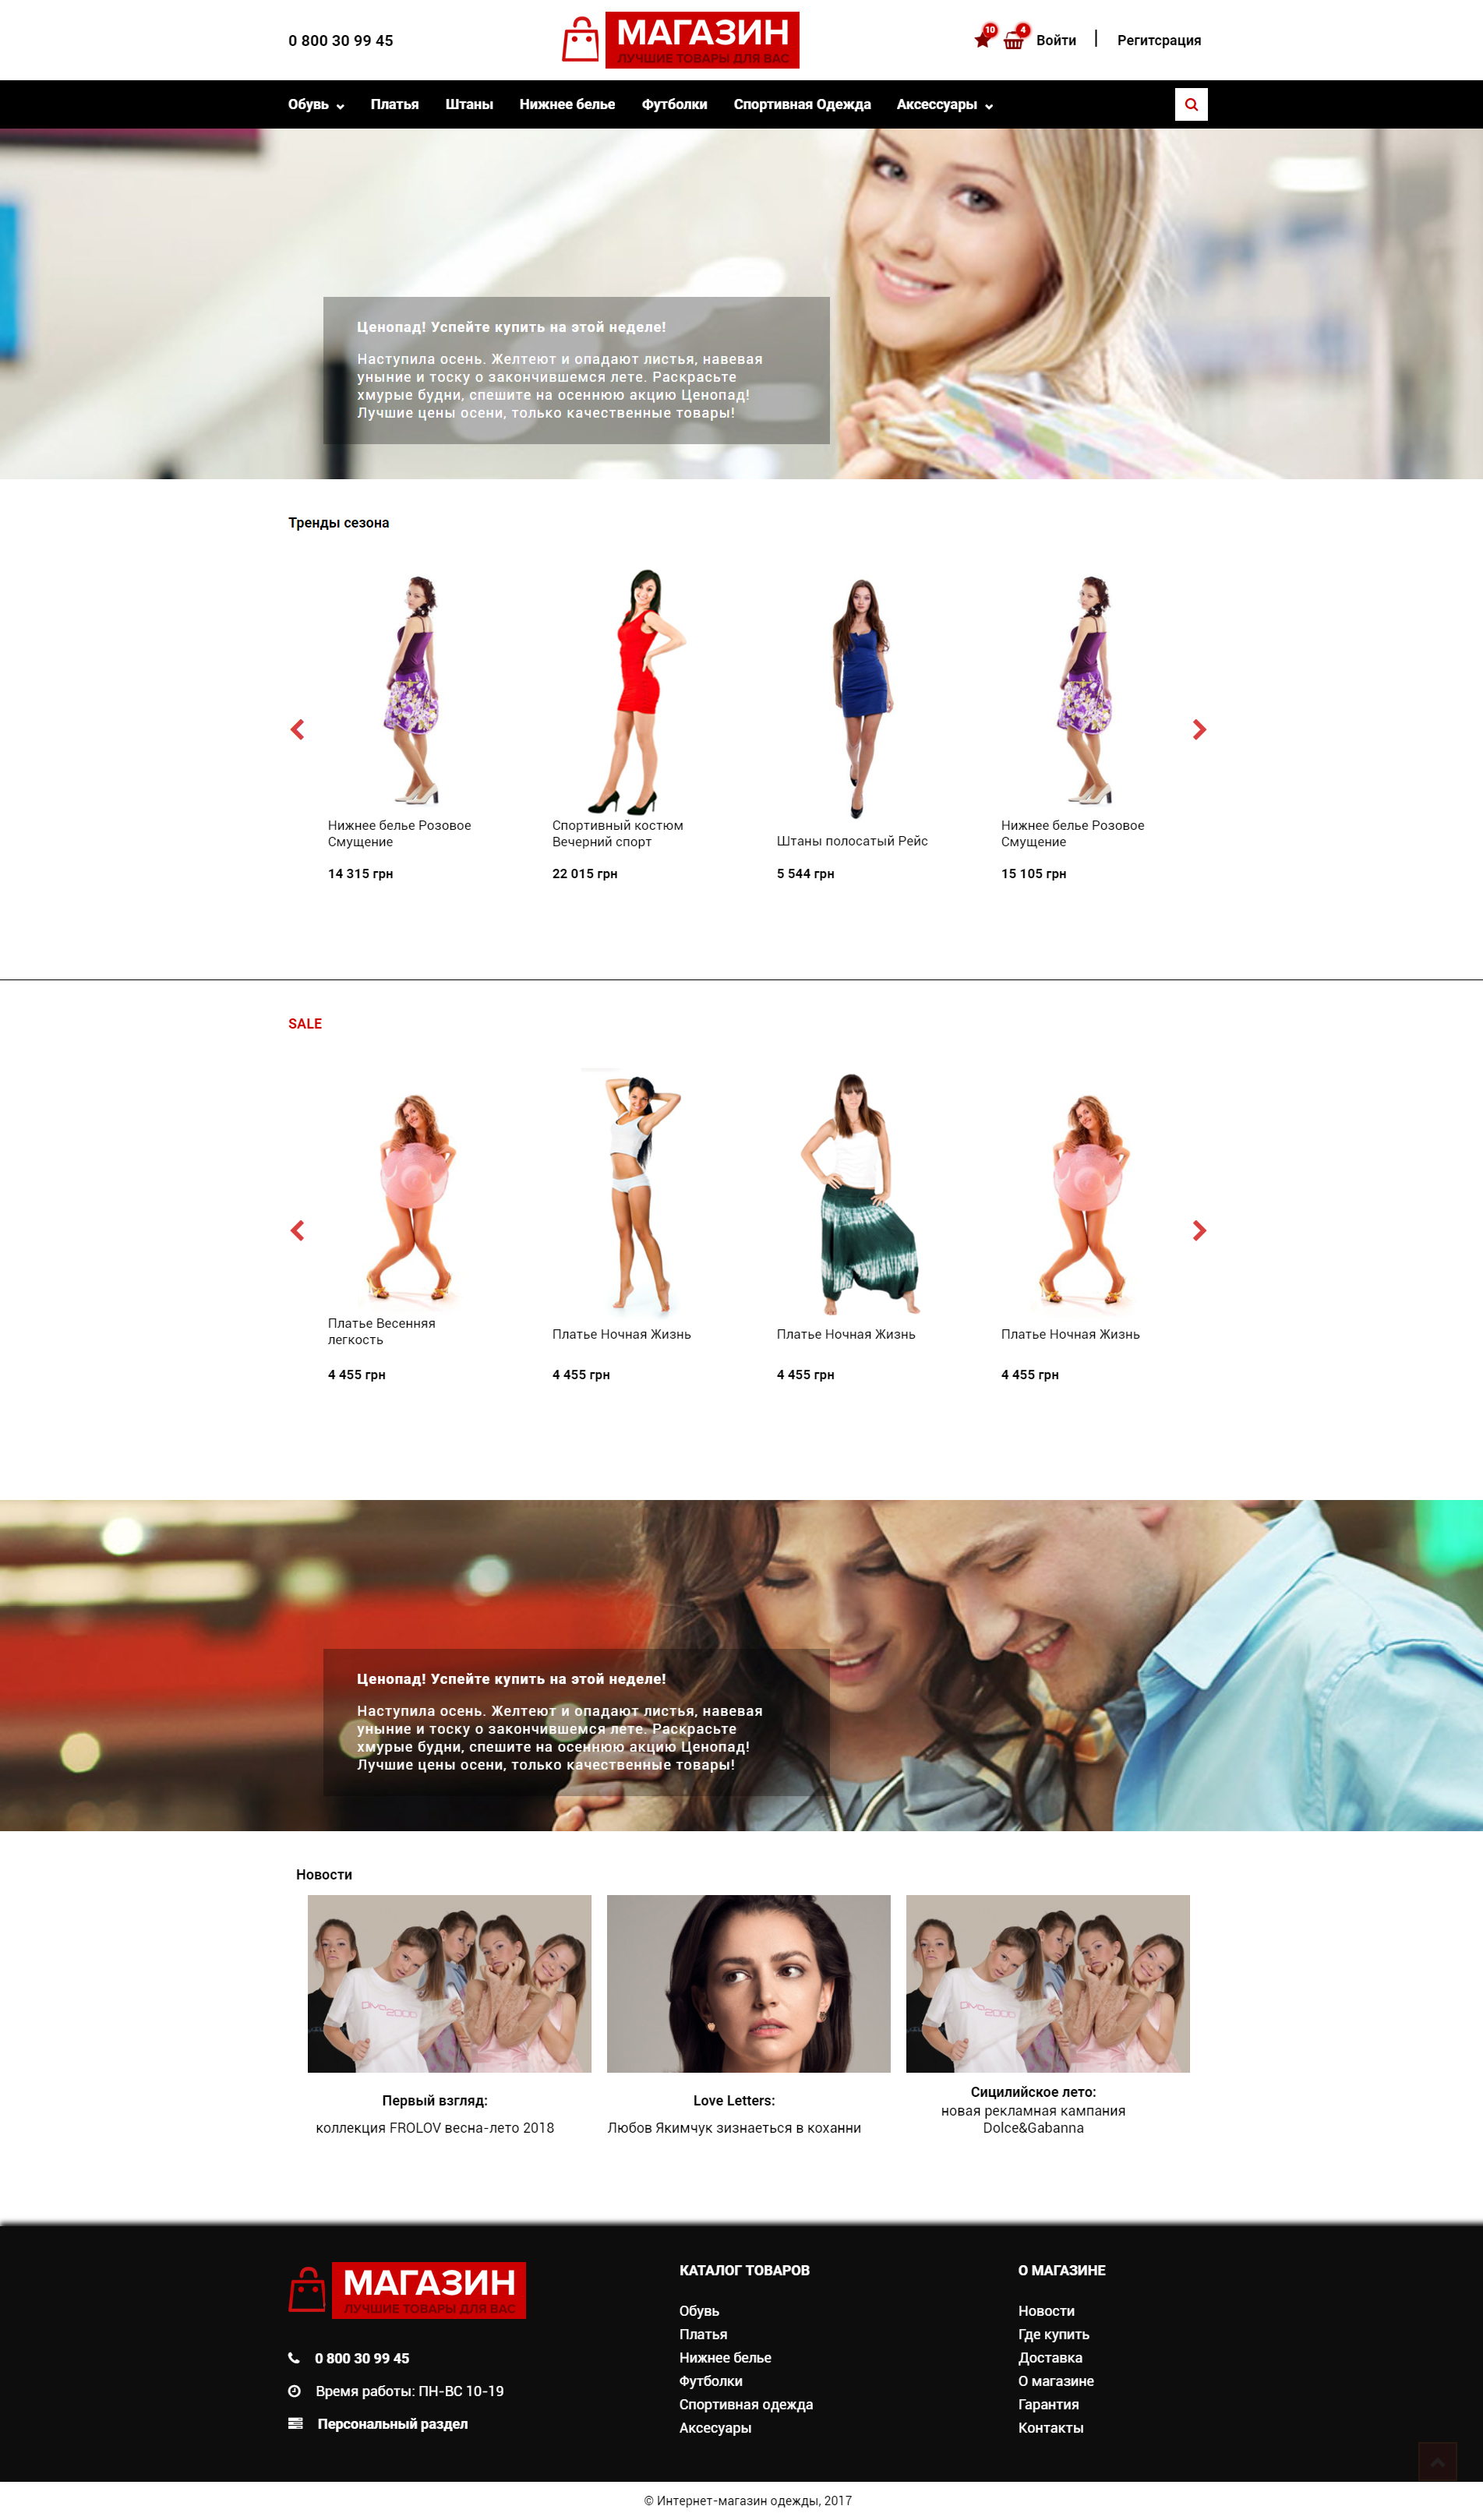 0 800 30 99 45
МАГАЗИН
ЛУЧШИЕ ТОВАРЫ ДЛЯ ВАС
10
4
Войти | Регитсрация
Обувь Платья Штаны Нижнее белье Футболки Спортивная Одежда Аксессуары
Ценопад! Успейте купить на этой неделе!
Наступила осень. Желтеют и опадают листья, навевая
уныние и тоску о закончившемся лете. Раскрасьте
хмурые будни, спешите на осеннюю акцию Ценопад!
Лучшие цены осени, только качественные товары!
Тренды сезона
Нижнее белье Розовое
Смущение
14 315 грн
Спортивный костюм
Вечерний спорт
22 015 грн
Штаны полосатый Рейс
5 544 грн
Нижнее белье Розовое
Смущение
15 105 грн
SALE
Платье Весенняя
легкость
4 455 грн
Платье Ночная Жизнь
4 455 грн
Платье Ночная Жизнь
4 455 грн
Платье Ночная Жизнь
4 455 грн
Ценопад! Успейте купить на этой неделе!
Наступила осень. Желтеют и опадают листья, навевая
уныние и тоску о закончившемся лете. Раскрасьте
хмурые будни, спешите на осеннюю акцию Ценопад!
Лучшие цены осени, только качественные товары!
Новости
Первый взгляд:
коллекция FROLOV весна-лето 2018
Love Letters:
Любов Якимчук зизнаеться в коханни
Сицилийское лето:
новая рекламная кампания
Dolce&Gabanna
МАГАЗИН
ЛУЧШИЕ ТОВАРЫ ДЛЯ ВАС
0 800 30 99 45
Время работы: ПН-ВС 10-19
Персональный раздел
КАТАЛОГ ТОВАРОВ
Обувь
Платья
Нижнее белье
Футболки
Спортивная одежда
Аксесуары
О МАГАЗИНЕ
Новости
Где купить
Доставка
О магазине
Гарантия
Контакты
© Интернет-магазин одежды, 2017